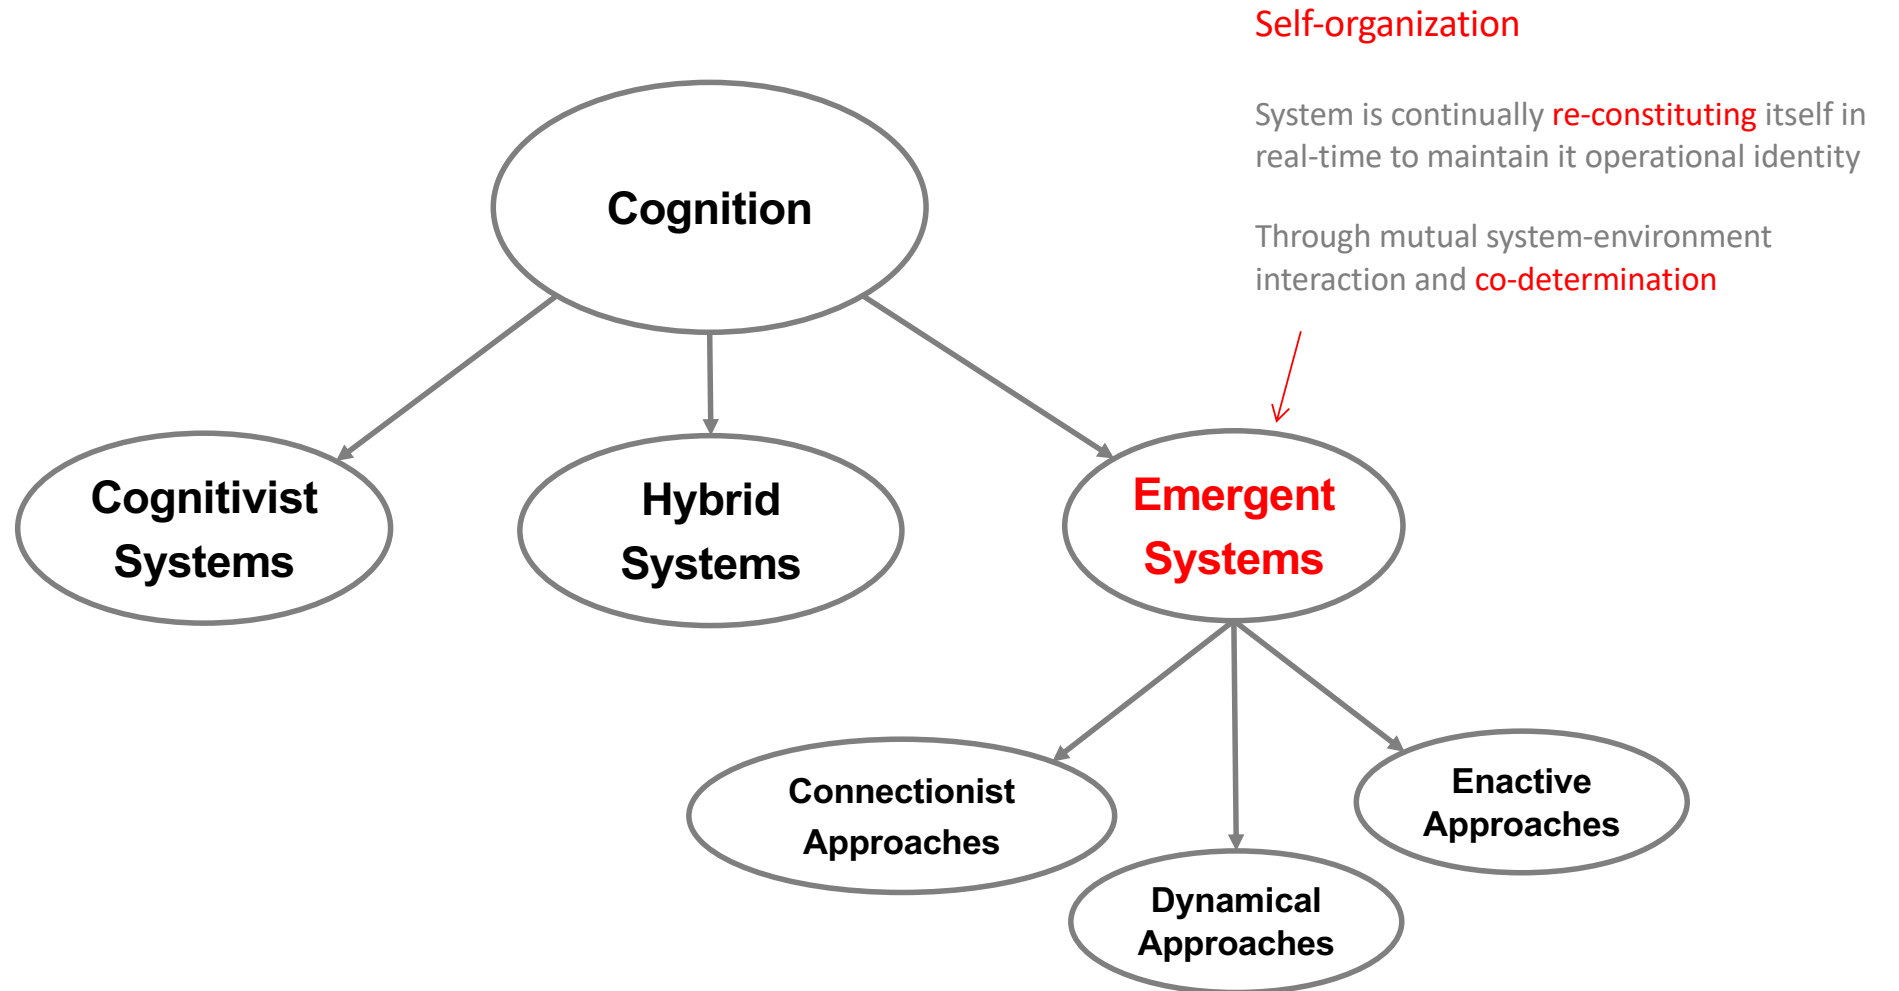 Self-organization
System is continually re-constituting itself in
real-time to maintain it operational identity
Through mutual system-environment
interaction and co-determination
Cognition
Cognitivist
Systems
Hybrid
Systems
Emergent
Systems
Connectionist
Approaches
Dynamical
Approaches
Enactive
Approaches